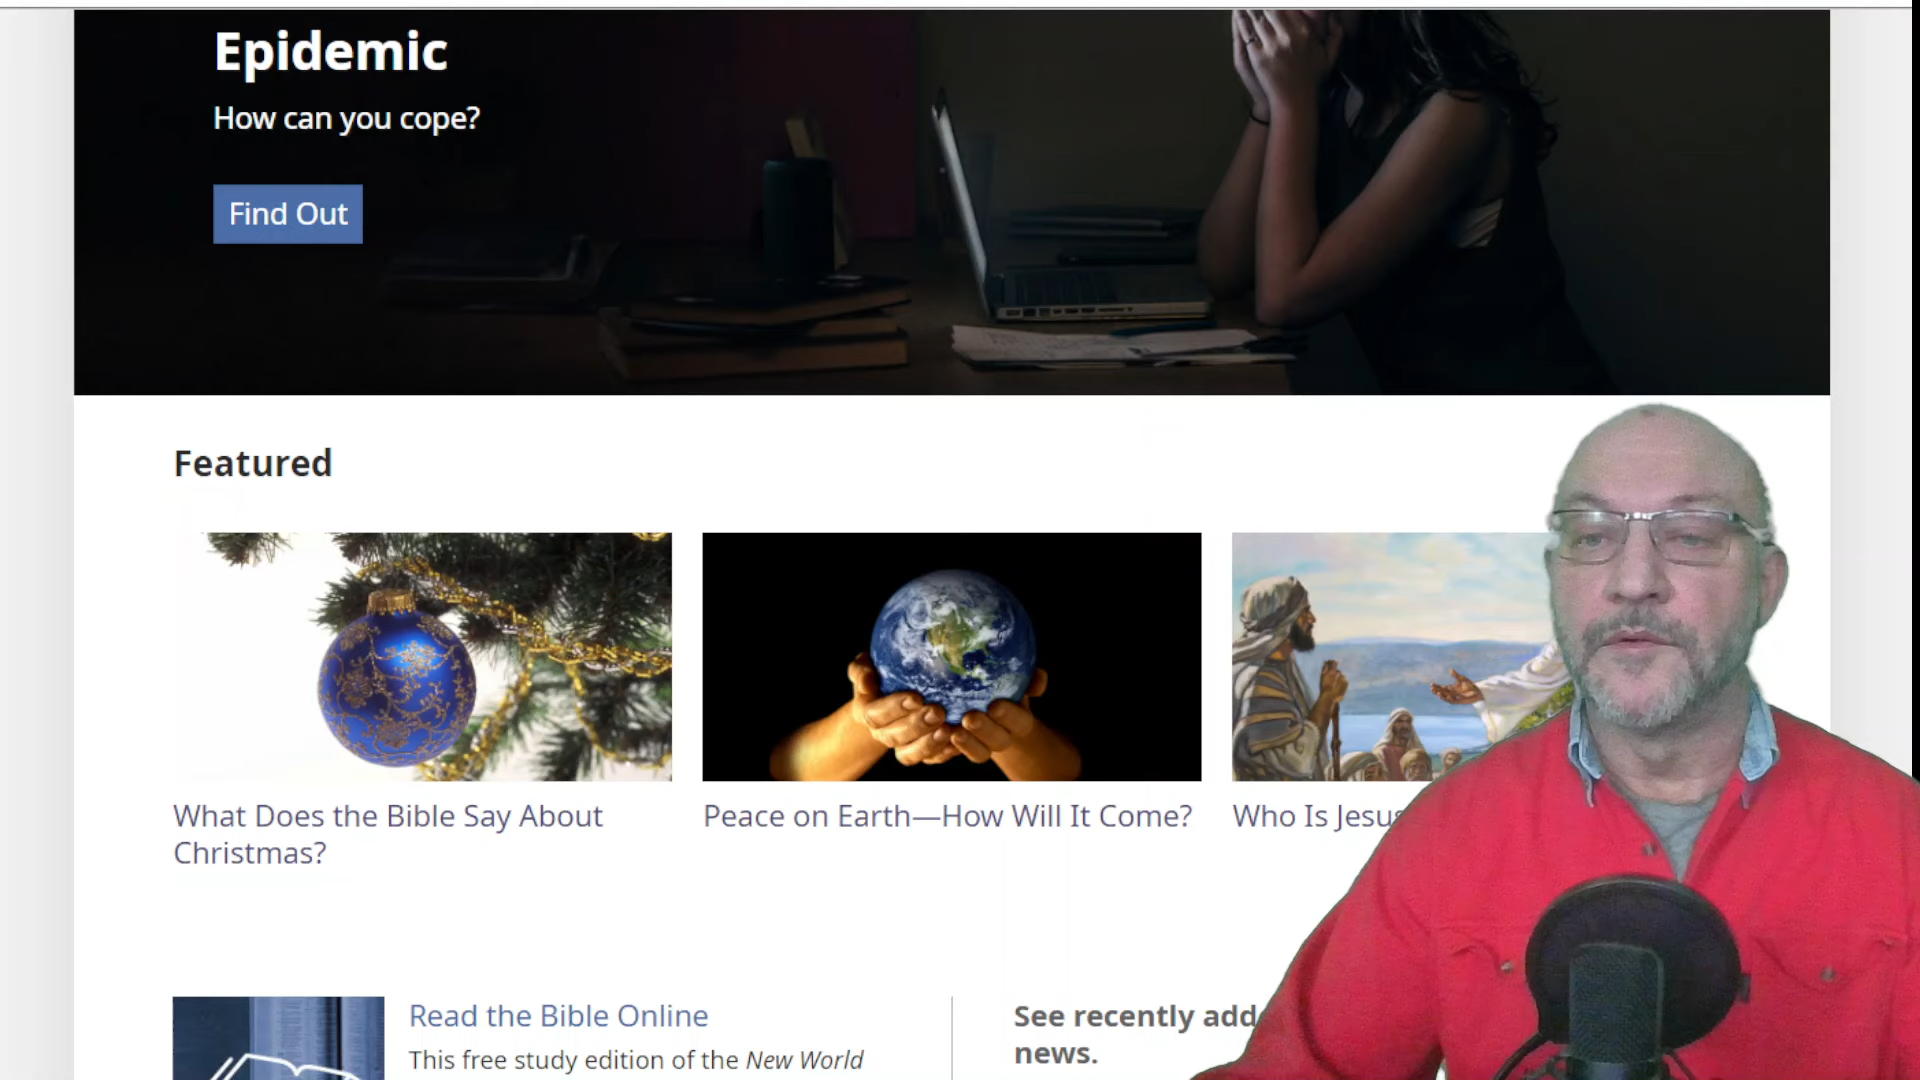 Epidemic
How can you cope?
Find Out
Featured
What Does the Bible Say About
Christmas?
Peace on Earth—How Will It Come?
Who Is Jesus
Read the Bible Online
This free study edition of the New World
See recently add
news.